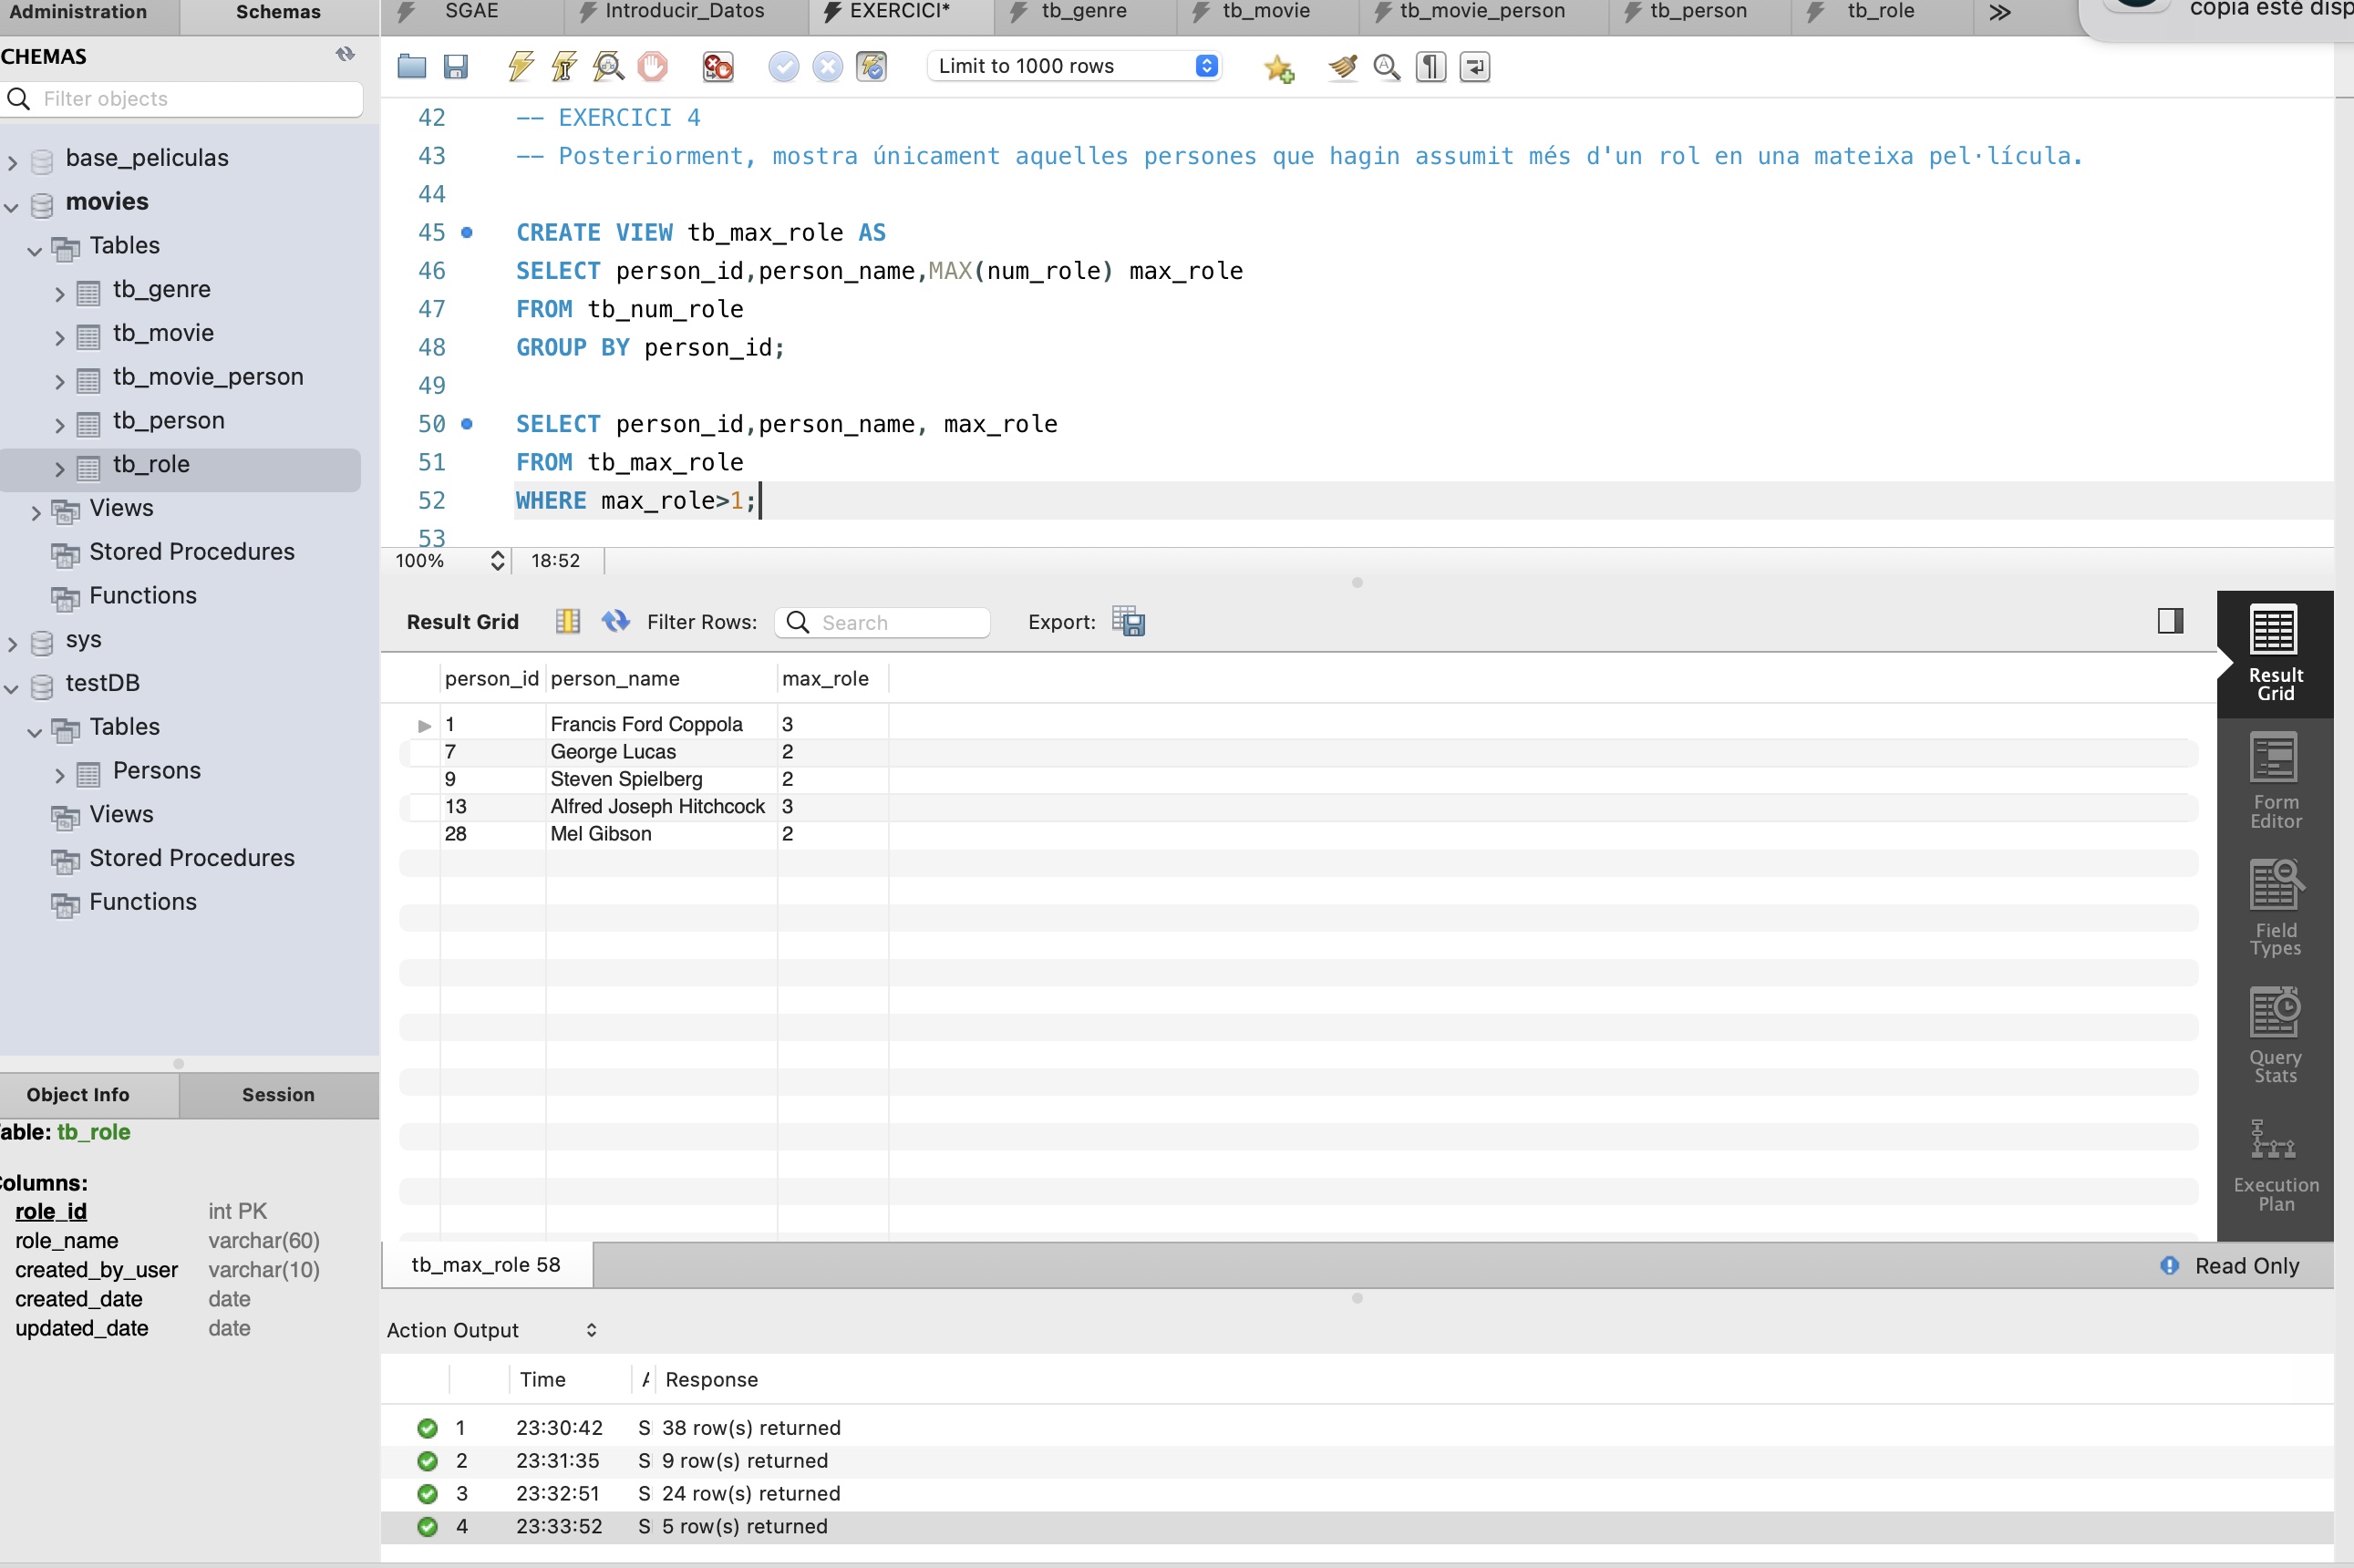 Administration Schemas
SGAE Introducir_Datos EXERCICI* tb_genre tb_movie tb_movie_person tb_person tb_role
CHEMAS
Filter objects
base_peliculas
movies
Tables
tb_genre
tb_movie
tb_movie_person
tb_person
tb_role
Views
Stored Procedures
Functions
sys
testDB
Tables
Persons
Views
Stored Procedures
Functions
Object Info Session
able: tb_role
olumns:
role_id int PK
role_name varchar(60)
created_by_user varchar(10)
created_date date
updated_date date
copia este disp
Limit to 1000 rows
42 -- EXERCICI 4
43 -- Posteriorment, mostra únicament aquelles persones que hagin assumit més d'un rol en una mateixa pel·lícula.
44
45 CREATE VIEW tb_max_role AS
46 SELECT person_id,person_name,MAX(num_role) max_role
47 FROM tb_num_role
48 GROUP BY person_id;
49
50 SELECT person_id,person_name, max_role
51 FROM tb_max_role
52 WHERE max_role>1;
53
100% 18:52
Result Grid Filter Rows: Search Export:
person_id person_name max_role
1 Francis Ford Coppola 3
7 George Lucas 2
9 Steven Spielberg 2
13 Alfred Joseph Hitchcock 3
28 Mel Gibson 2
Result
Grid
Form
Editor
Field
Types
Query
Stats
Execution
Plan
tb_max_role 58 Read Only
Action Output
Time A Response
1 23:30:42 S 38 row(s) returned
2 23:31:35 S 9 row(s) returned
3 23:32:51 S 24 row(s) returned
4 23:33:52 S 5 row(s) returned